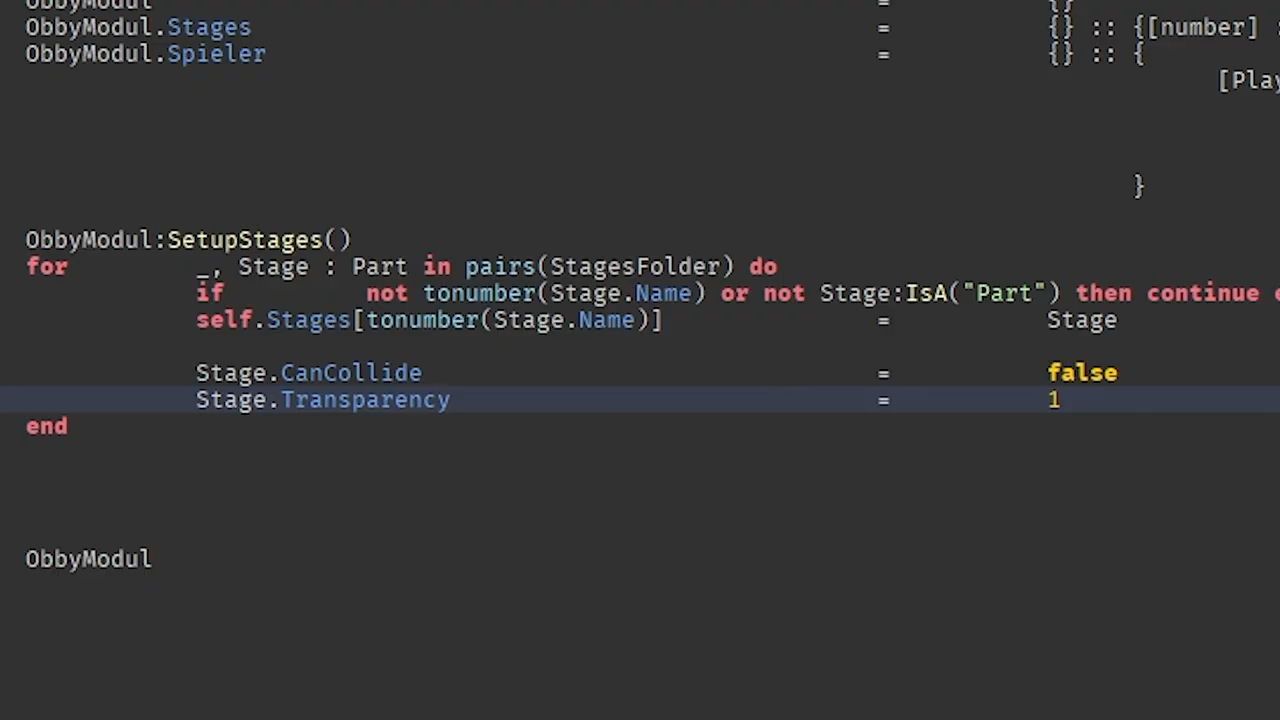 ObbyModul = {}
ObbyModul.Stages = {} :: {[number] :
ObbyModul.Spieler = {} :: {
[Play
}
ObbyModul:SetupStages()
for _, Stage : Part in pairs(StagesFolder) do
if not tonumber(Stage.Name) or not Stage:IsA("Part") then continue
self.Stages[tonumber(Stage.Name)] = Stage
Stage.CanCollide = false
Stage.Transparency = 1
end
ObbyModul